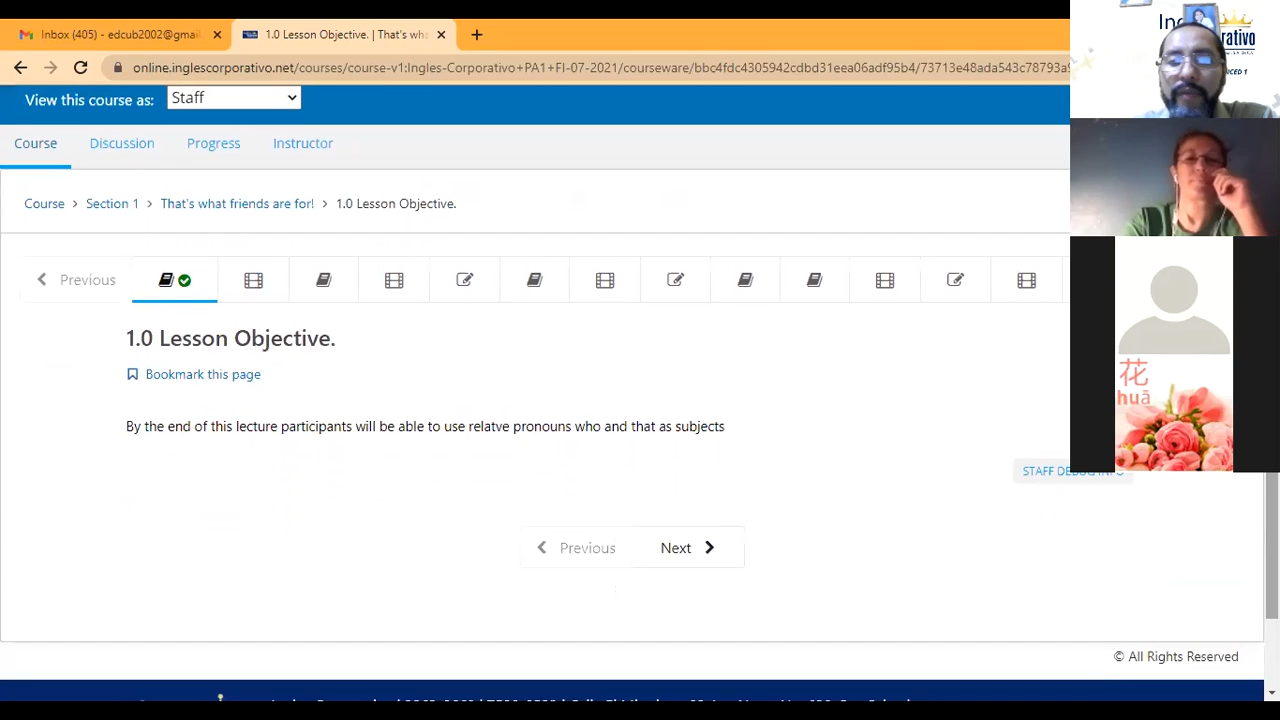 Inbox (405) - edcub2002@gmai
1.0 Lesson Objective. | That's wha
online.inglescorporativo.net/courses/course-v1:Ingles-Corporativo+PA1+FI-07-2021/courseware/bbc4fdc4305942cdbd31eea06adf95b4/73713e48ada543c78793a9
View this course as:
Staff
Course
Discussion
Progress
Instructor
Course > Section 1 > That's what friends are for! > 1.0 Lesson Objective.
Previous
1.0 Lesson Objective.
Bookmark this page
By the end of this lecture participants will be able to use relatve pronouns who and that as subjects
STAFF DEBUG INFO
Previous
Next
© All Rights Reserved
花
huā